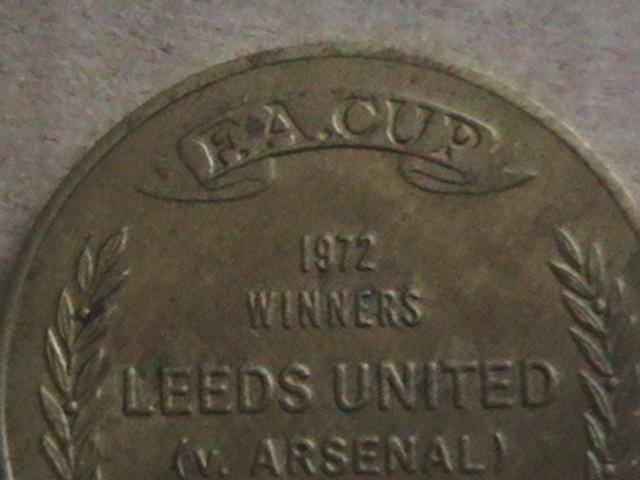 F.A.CUP
1972
WINNERS
LEEDS UNITED
(v. ARSENAL)